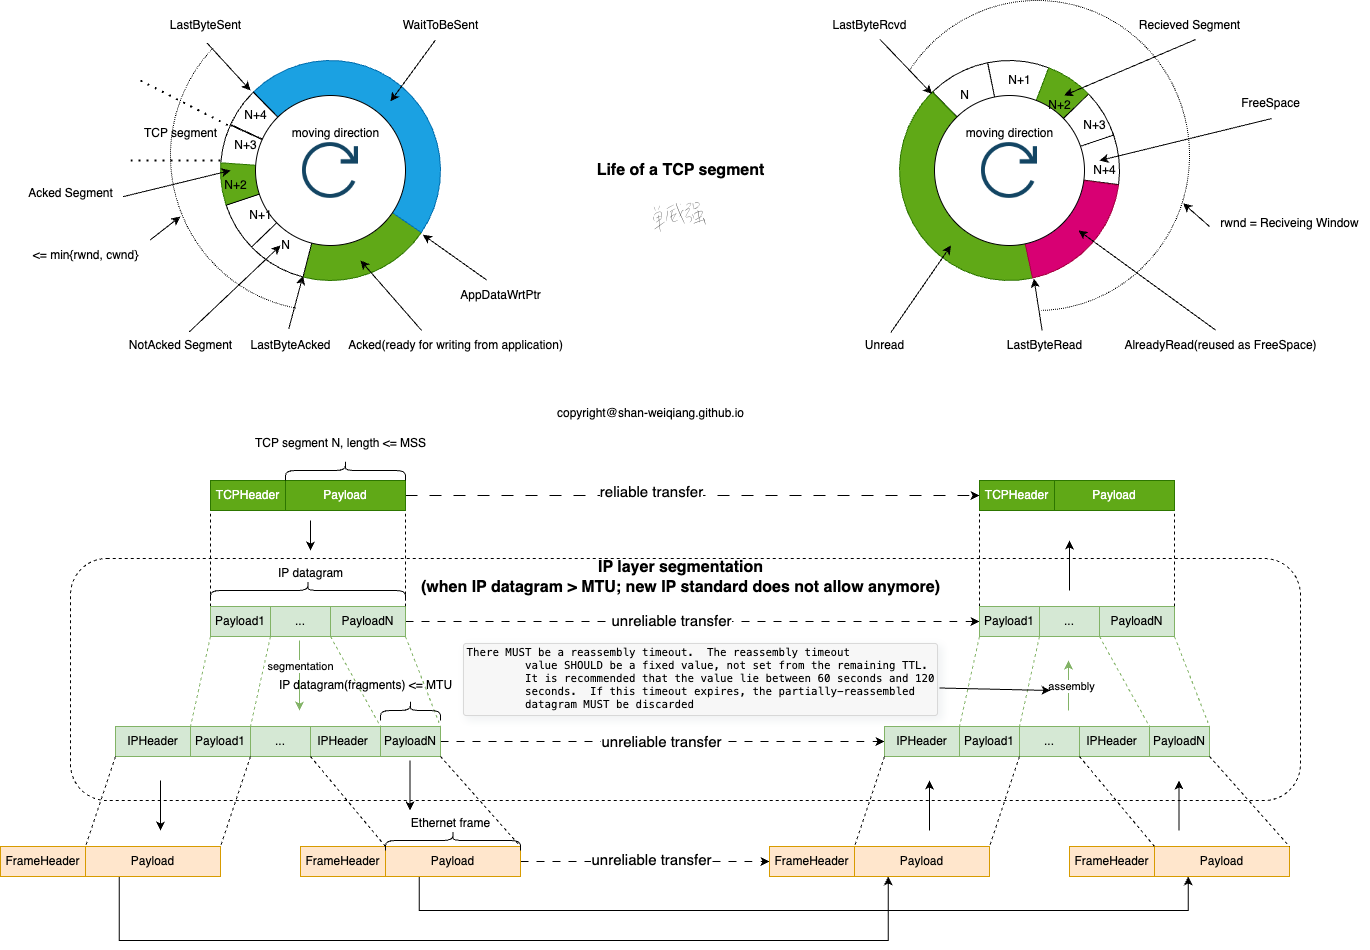 LastByteSent
WaitToBeSent
LastByteRcvd
Recieved Segment
N+4
TCP segment
N+3
moving direction
N+2
Acked Segment
N+1
N
<= min{rwnd, cwnd}
AppDataWrtPtr
NotAcked Segment
LastByteAcked
Acked(ready for writing from application)
Life of a TCP segment
单卫强
N
N+1
N+2
FreeSpace
N+3
moving direction
N+4
rwnd = Reciveing Window
Unread
LastByteRead
AlreadyRead(reused as FreeSpace)
copyright@shan-weiqiang.github.io
TCP segment N, length <= MSS
TCPHeader Payload
reliable transfer
TCPHeader Payload
IP layer segmentation
(when IP datagram > MTU; new IP standard does not allow anymore)
IP datagram
Payload1 ... PayloadN
unreliable transfer
Payload1 ... PayloadN
segmentation
IP datagram(fragments) <= MTU
There MUST be a reassembly timeout. The reassembly timeout
value SHOULD be a fixed value, not set from the remaining TTL.
It is recommended that the value lie between 60 seconds and 120
seconds. If this timeout expires, the partially-reassembled
datagram MUST be discarded
assembly
IPHeader Payload1 ... IPHeader PayloadN
unreliable transfer
IPHeader Payload1 ... IPHeader PayloadN
Ethernet frame
FrameHeader Payload
FrameHeader Payload
unreliable transfer
FrameHeader Payload
FrameHeader Payload